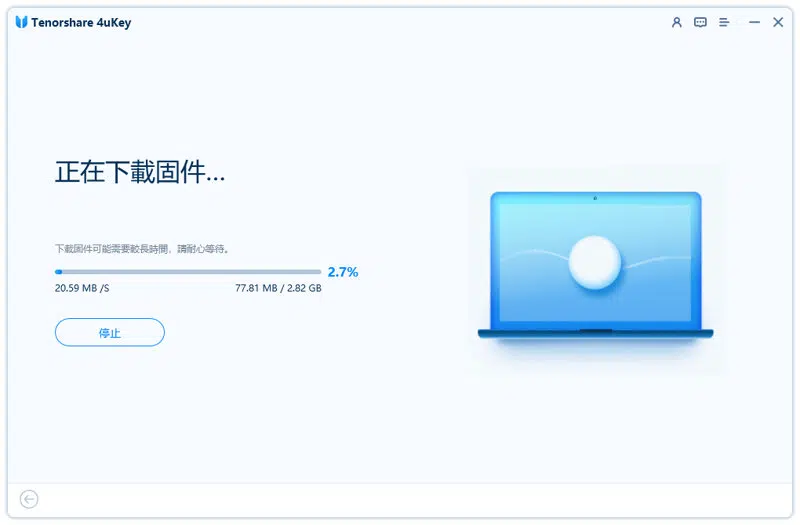 Tenorshare 4uKey
正在下載固件...
下載固件可能需要較長時間，請耐心等待。
2.7%
20.59 MB /S 77.81 MB / 2.82 GB
停止